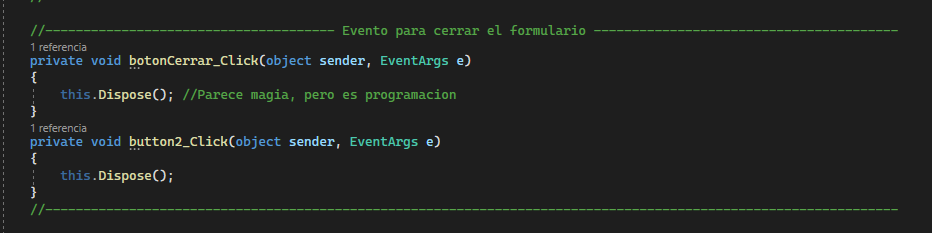 //-------------------------------------- Evento para cerrar el formulario ----------------------------------------
1 referencia
private void botonCerrar_Click(object sender, EventArgs e)
{
this.Dispose(); //Parece magia, pero es programacion
}
1 referencia
private void button2_Click(object sender, EventArgs e)
{
this.Dispose();
}
//----------------------------------------------------------------------------------------------------------------